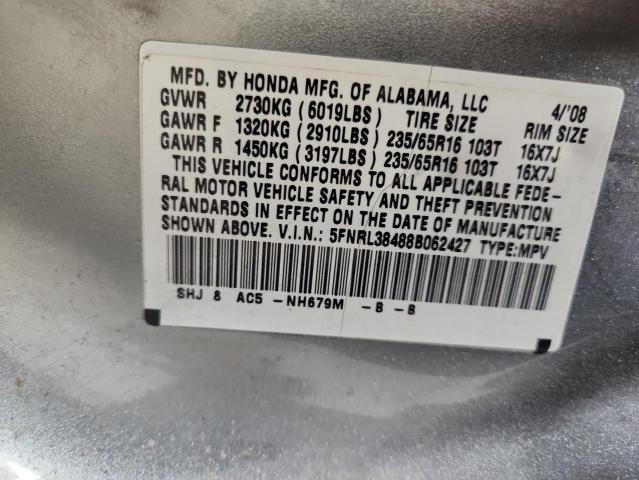 MFD. BY HONDA MFG. OF ALABAMA, LLC 4/'08
GVWR 2730KG (6019LBS) TIRE SIZE RIM SIZE
GAWR F 1320KG (2910LBS) 235/65R16 103T 16X7J
GAWR R 1450KG (3197LBS) 235/65R16 103T 16X7J
THIS VEHICLE CONFORMS TO ALL APPLICABLE FEDE-
RAL MOTOR VEHICLE SAFETY AND THEFT PREVENTION
STANDARDS IN EFFECT ON THE DATE OF MANUFACTURE
SHOWN ABOVE. V.I.N.: 5FNRL38488B062427 TYPE:MPV
SHJ 8 AC5 -NH679M -B -B